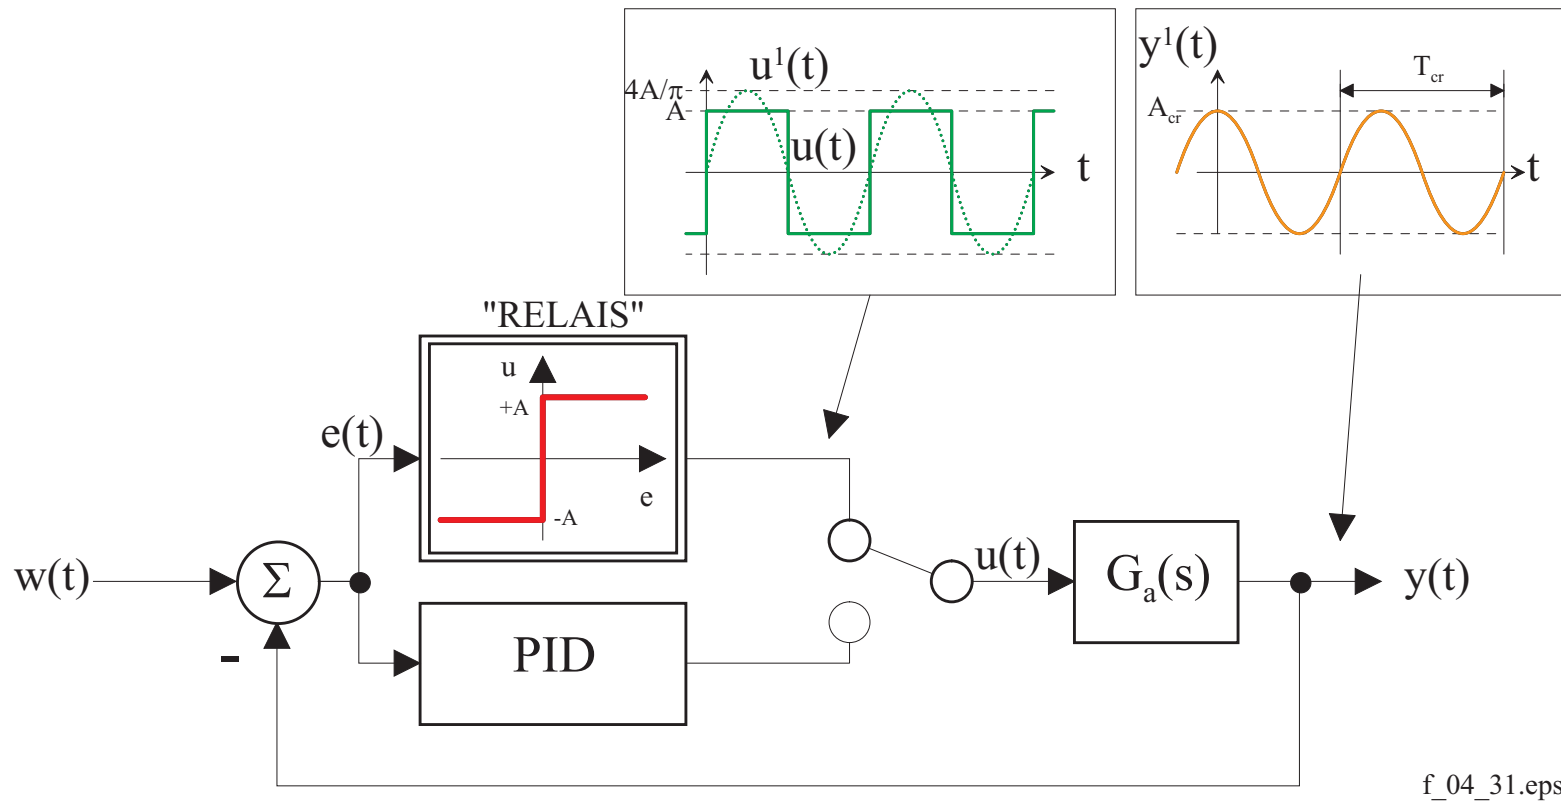 u¹(t)
4A/π
A
u(t)
t
y¹(t)
T_cr
A_cr
t
"RELAIS"
u
+A
e
-A
e(t)
w(t)
Σ
-
PID
u(t)
G_a(s)
y(t)
f_04_31.eps